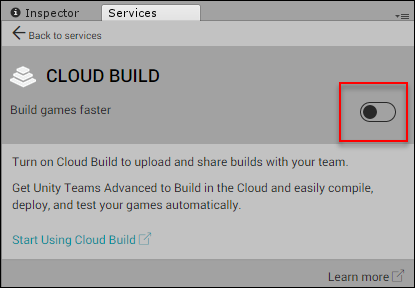 Inspector Services
Back to services
CLOUD BUILD
Build games faster
Turn on Cloud Build to upload and share builds with your team.
Get Unity Teams Advanced to Build in the Cloud and easily compile,
deploy, and test your games automatically.
Start Using Cloud Build
Learn more